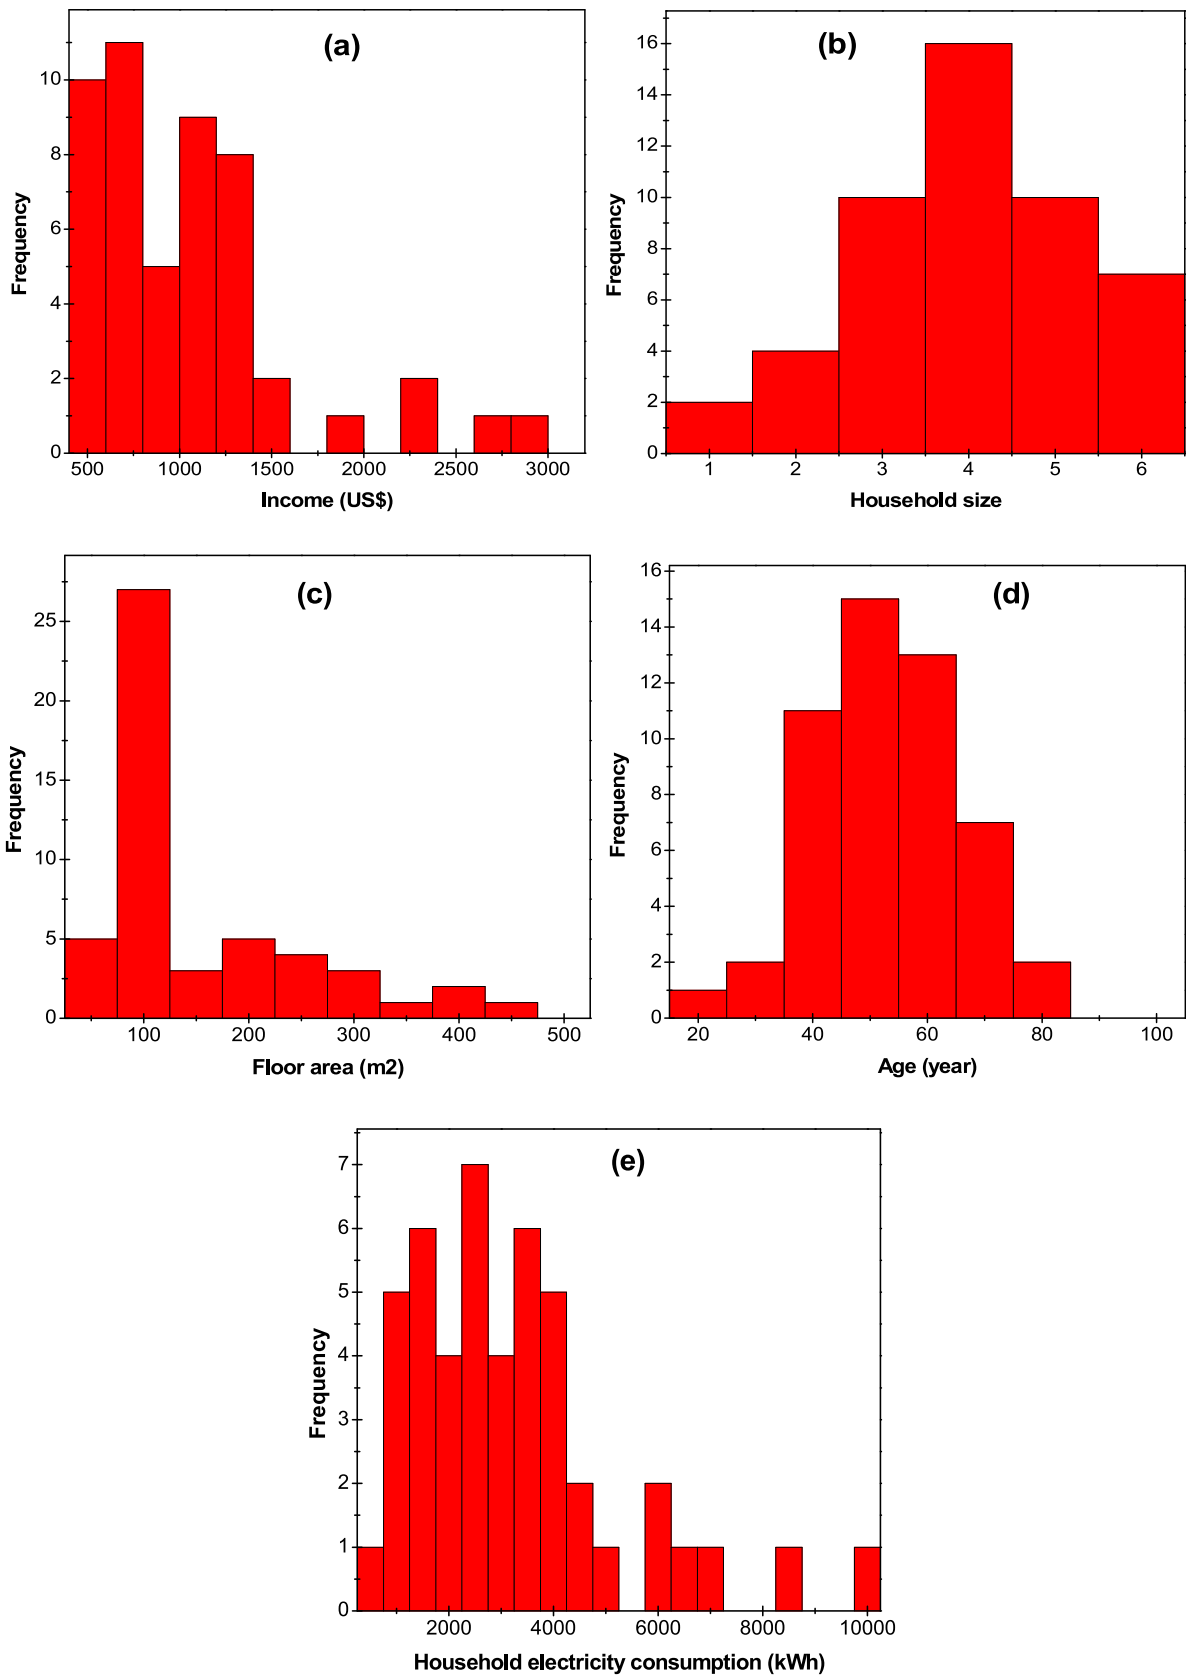 (a)
10
8
6
4
2
0
Frequency
500 1000 1500 2000 2500 3000
Income (US$)
(b)
16
14
12
10
8
6
4
2
0
Frequency
1 2 3 4 5 6
Household size
(c)
25
20
15
10
5
0
Frequency
100 200 300 400 500
Floor area (m2)
(d)
16
14
12
10
8
6
4
2
0
Frequency
20 40 60 80 100
Age (year)
(e)
7
6
5
4
3
2
1
0
Frequency
2000 4000 6000 8000 10000
Household electricity consumption (kWh)